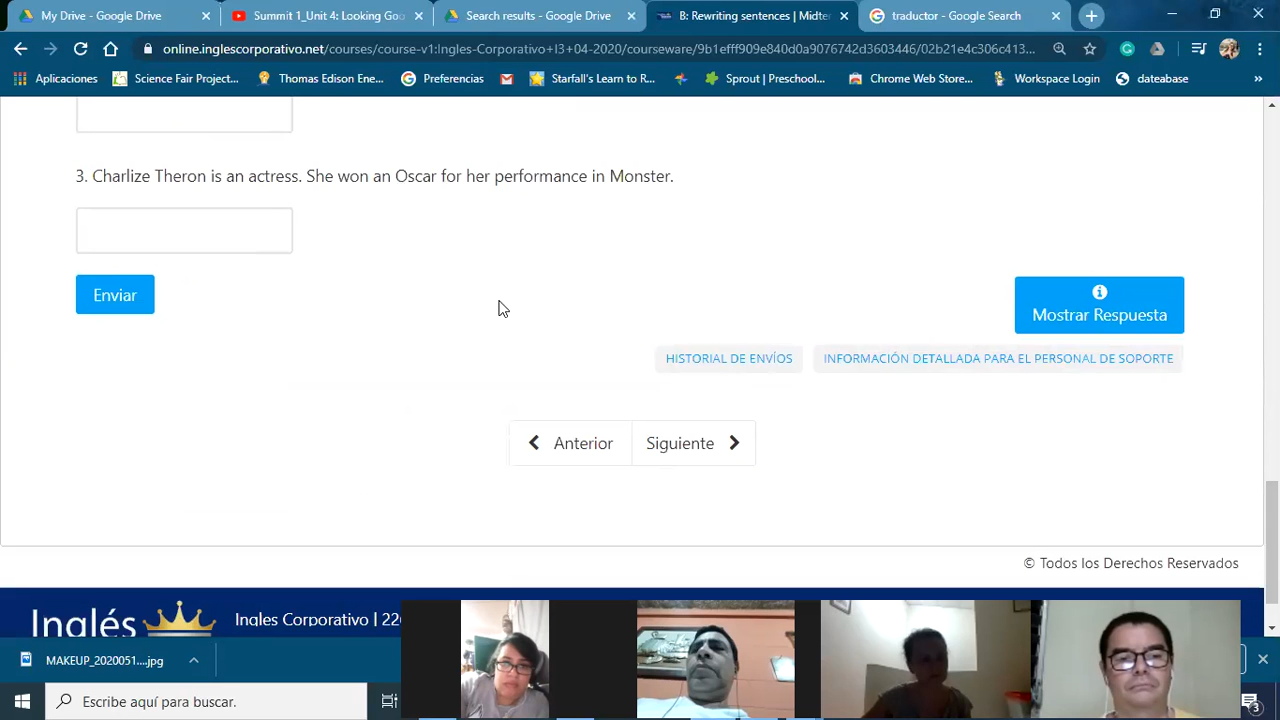 My Drive - Google Drive
Summit 1_Unit 4: Looking Go
Search results - Google Drive
B: Rewriting sentences | Midte
traductor - Google Search
online.inglescorporativo.net/courses/course-v1:Ingles-Corporativo+I3+04-2020/courseware/9b1efff909e840d0a9076742d3603446/02b21e4c306c413...
Aplicaciones
Science Fair Project...
Thomas Edison Ene...
Preferencias
Starfall's Learn to R...
Sprout | Preschool...
Chrome Web Store...
Workspace Login
dateabase
»
3. Charlize Theron is an actress. She won an Oscar for her performance in Monster.
Enviar
Mostrar Respuesta
HISTORIAL DE ENVÍOS
INFORMACIÓN DETALLADA PARA EL PERSONAL DE SOPORTE
Anterior
Siguiente
© Todos los Derechos Reservados
Inglés
Ingles Corporativo | 22
MAKEUP_2020051....jpg
Escribe aquí para buscar.
3